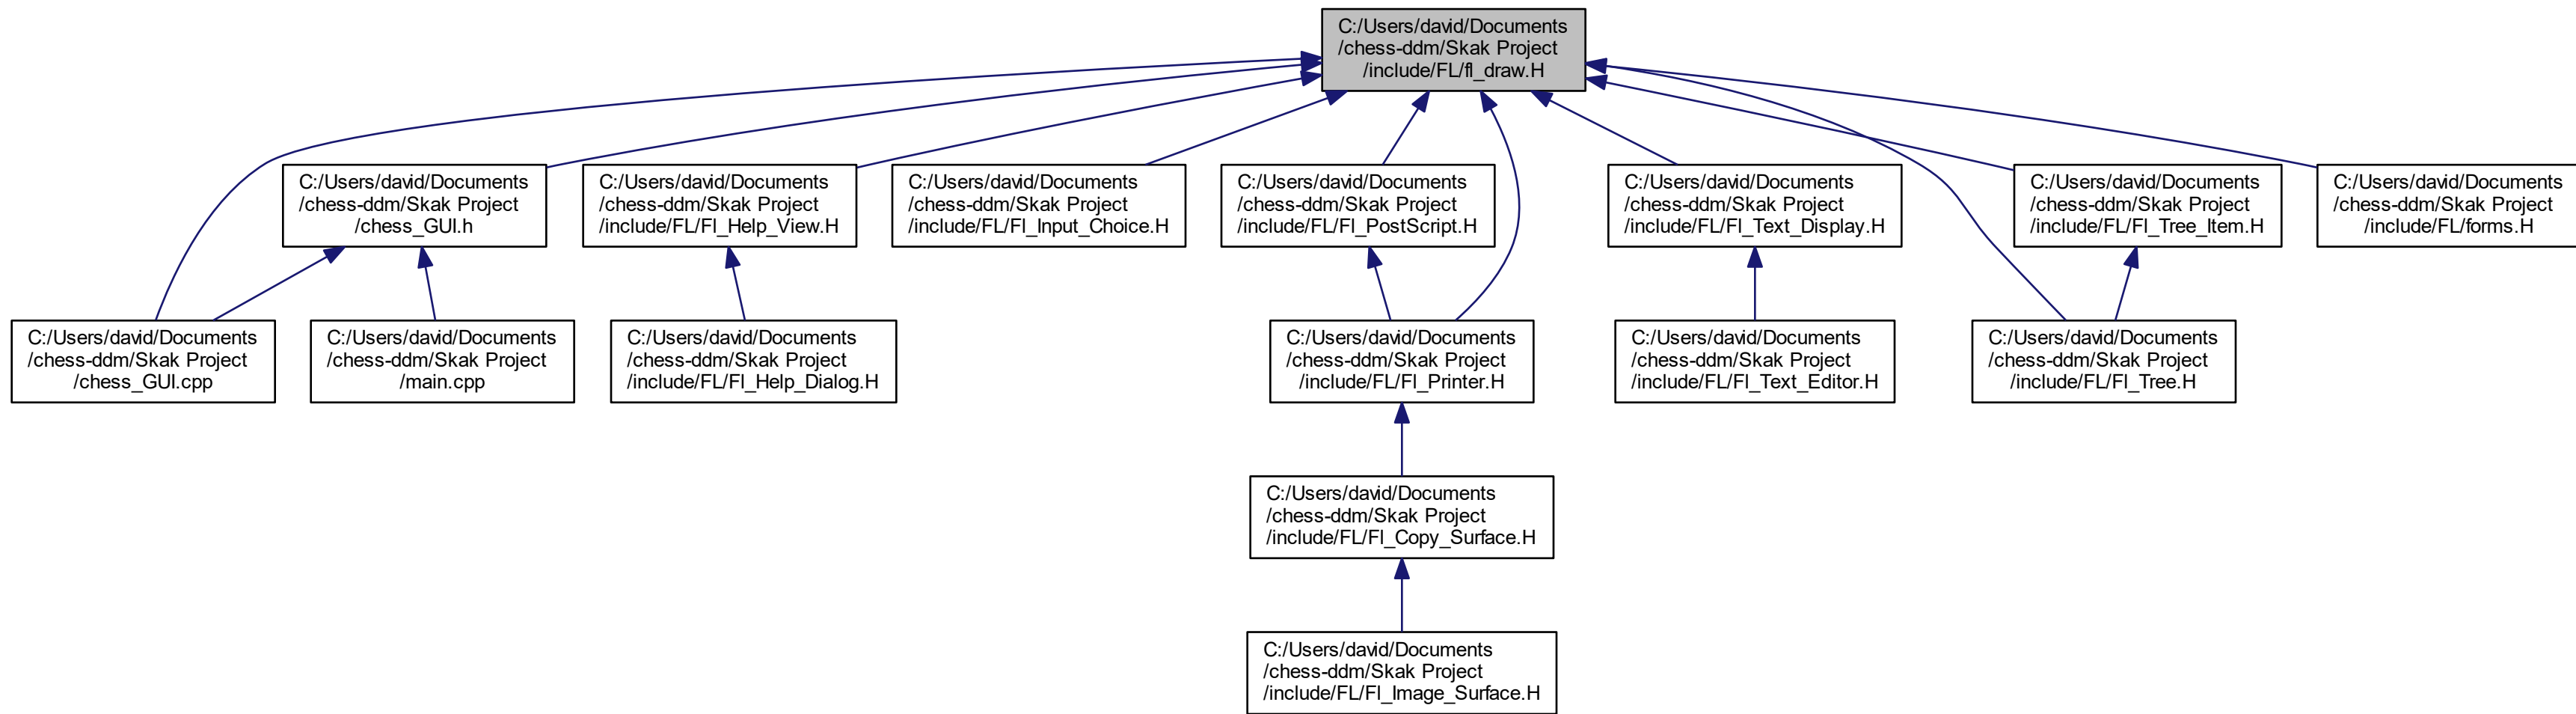 C:/Users/david/Documents
/chess-ddm/Skak Project
/include/FL/fl_draw.H
C:/Users/david/Documents
/chess-ddm/Skak Project
/chess_GUI.h
C:/Users/david/Documents
/chess-ddm/Skak Project
/include/FL/Fl_Help_View.H
C:/Users/david/Documents
/chess-ddm/Skak Project
/include/FL/Fl_Input_Choice.H
C:/Users/david/Documents
/chess-ddm/Skak Project
/include/FL/Fl_PostScript.H
C:/Users/david/Documents
/chess-ddm/Skak Project
/include/FL/Fl_Text_Display.H
C:/Users/david/Documents
/chess-ddm/Skak Project
/include/FL/Fl_Tree_Item.H
C:/Users/david/Documents
/chess-ddm/Skak Project
/include/FL/forms.H
C:/Users/david/Documents
/chess-ddm/Skak Project
/chess_GUI.cpp
C:/Users/david/Documents
/chess-ddm/Skak Project
/main.cpp
C:/Users/david/Documents
/chess-ddm/Skak Project
/include/FL/Fl_Help_Dialog.H
C:/Users/david/Documents
/chess-ddm/Skak Project
/include/FL/Fl_Printer.H
C:/Users/david/Documents
/chess-ddm/Skak Project
/include/FL/Fl_Text_Editor.H
C:/Users/david/Documents
/chess-ddm/Skak Project
/include/FL/Fl_Tree.H
C:/Users/david/Documents
/chess-ddm/Skak Project
/include/FL/Fl_Copy_Surface.H
C:/Users/david/Documents
/chess-ddm/Skak Project
/include/FL/Fl_Image_Surface.H